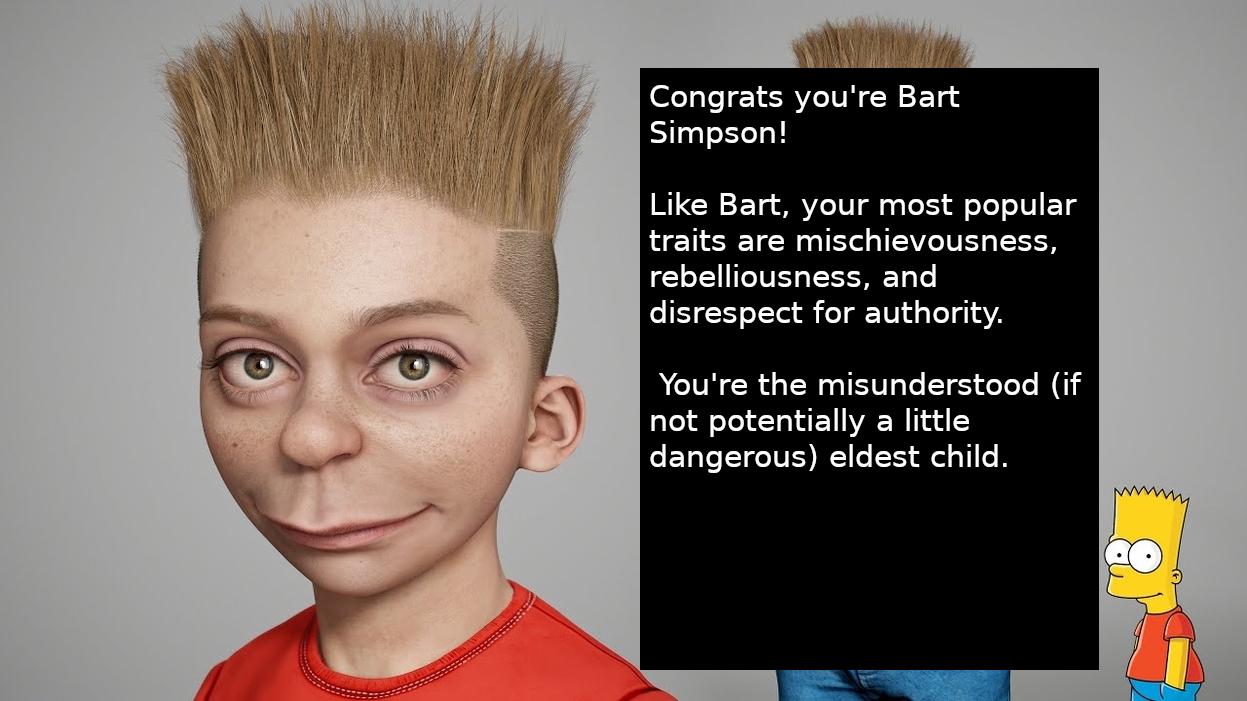 Congrats you're Bart
Simpson!
Like Bart, your most popular
traits are mischievousness,
rebelliousness, and
disrespect for authority.
You're the misunderstood (if
not potentially a little
dangerous) eldest child.